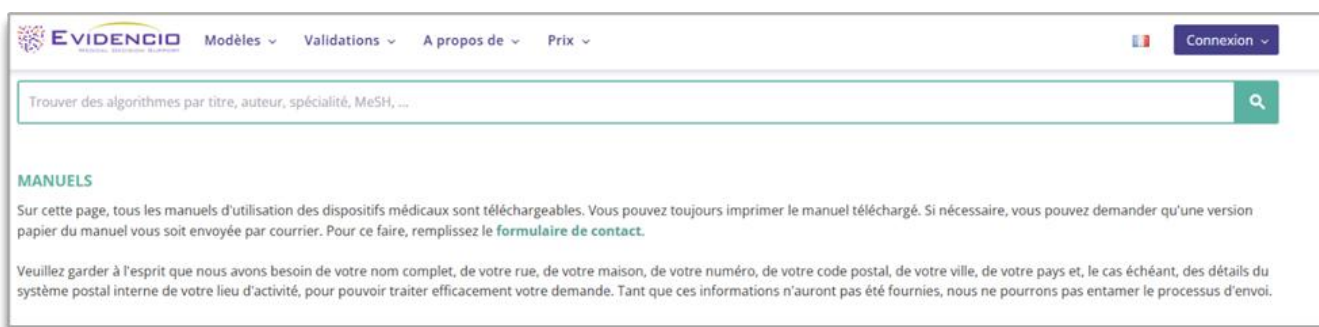 EVIDENCIO
MEDICAL DECISION SUPPORT
Modèles
Validations
A propos de
Prix
Connexion
Trouver des algorithmes par titre, auteur, spécialité, MeSH, ...
MANUELS
Sur cette page, tous les manuels d'utilisation des dispositifs médicaux sont téléchargeables. Vous pouvez toujours imprimer le manuel téléchargé. Si nécessaire, vous pouvez demander qu'une version
papier du manuel vous soit envoyée par courrier. Pour ce faire, remplissez le formulaire de contact.
Veuillez garder à l'esprit que nous avons besoin de votre nom complet, de votre rue, de votre maison, de votre numéro, de votre code postal, de votre ville, de votre pays et, le cas échéant, des détails du
système postal interne de votre lieu d'activité, pour pouvoir traiter efficacement votre demande. Tant que ces informations n'auront pas été fournies, nous ne pourrons pas entamer le processus d'envoi.